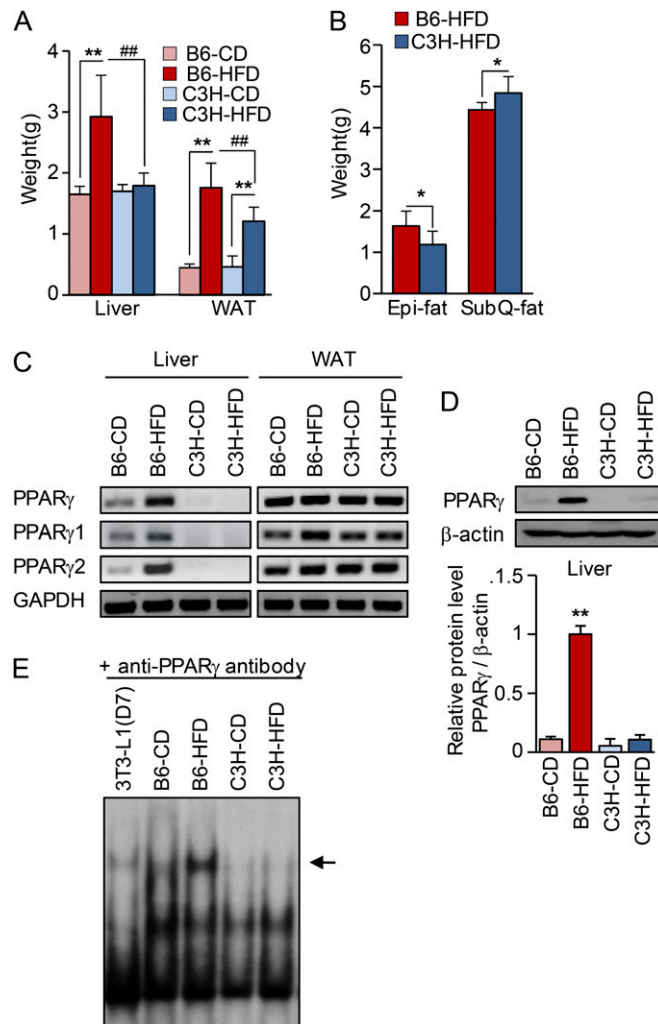 A
Weight(g)
4
3
2
1
0
**
##
**
##
**
Liver
WAT
B6-CD
B6-HFD
C3H-CD
C3H-HFD
B
B6-HFD
C3H-HFD
Weight(g)
6
5
4
3
2
1
0
*
*
Epi-fat
SubQ-fat
C
Liver
WAT
B6-CD
B6-HFD
C3H-CD
C3H-HFD
B6-CD
B6-HFD
C3H-CD
C3H-HFD
PPARγ
PPARγ1
PPARγ2
GAPDH
D
B6-CD
B6-HFD
C3H-CD
C3H-HFD
PPARγ
β-actin
Liver
Relative protein level
PPARγ / β-actin
.15
1
0.5
0
**
B6-CD
B6-HFD
C3H-CD
C3H-HFD
E
+ anti-PPARγ antibody
3T3-L1(D7)
B6-CD
B6-HFD
C3H-CD
C3H-HFD